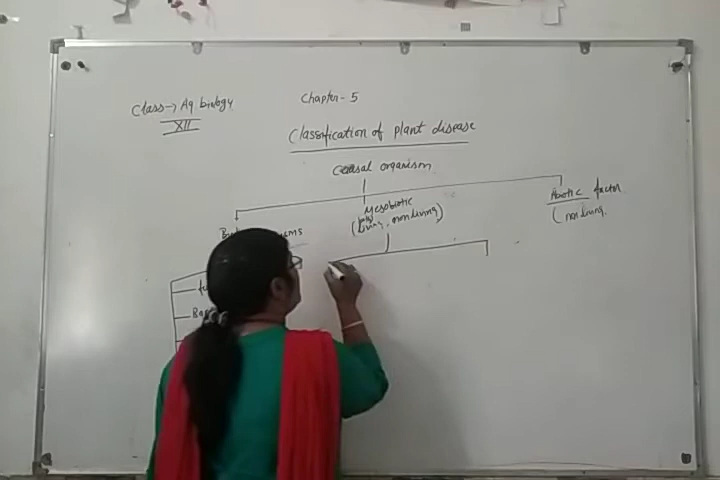 Class → Ag biology
XII
Chapter - 5
Classification of plant disease
Causal organism
Mesobiotic
living, non living)
Abotic factor
(non living.